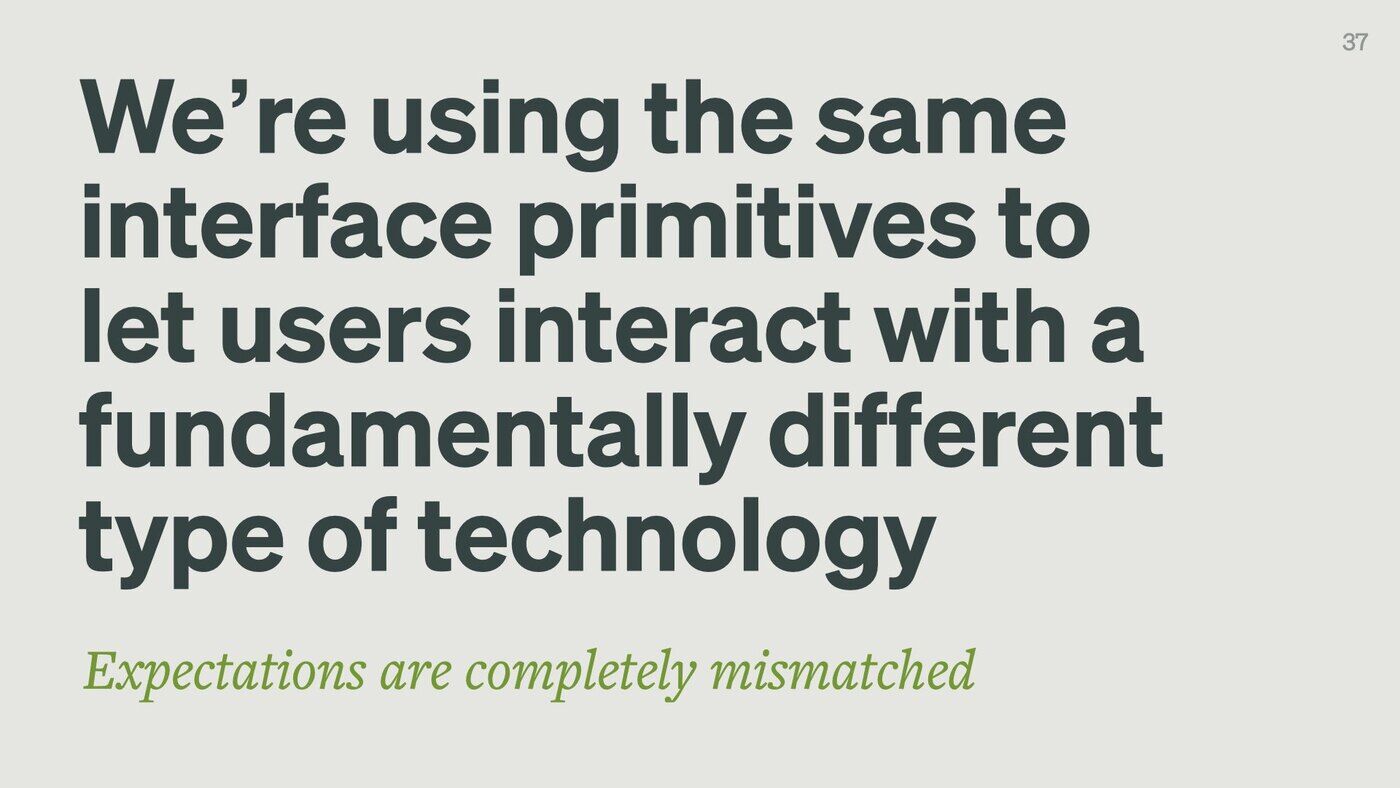 37
We’re using the same
interface primitives to
let users interact with a
fundamentally different
type of technology
Expectations are completely mismatched